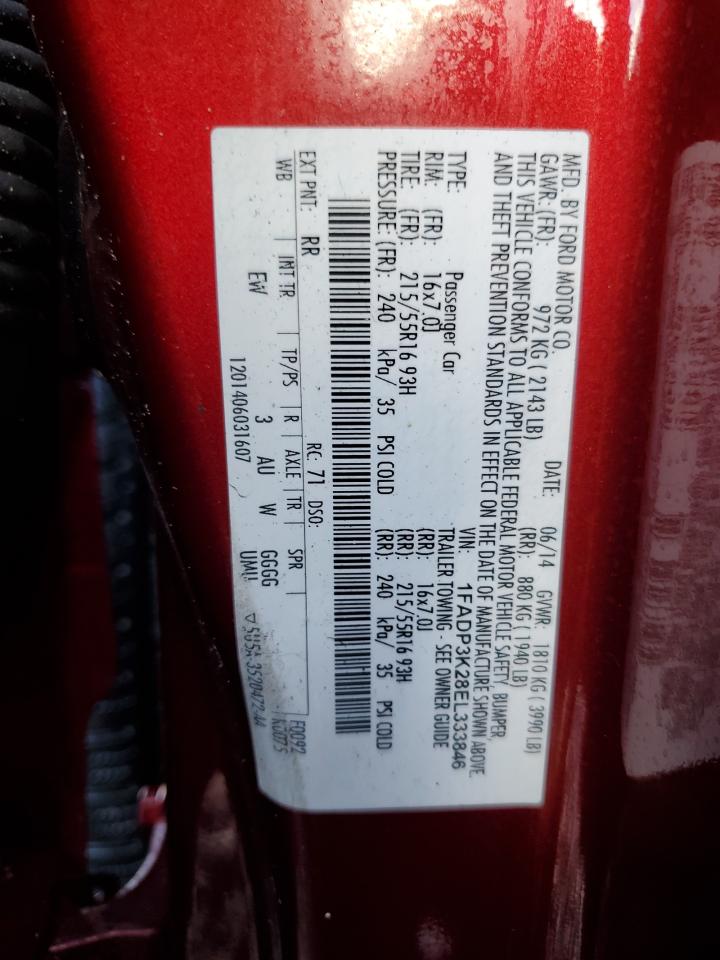 MFD. BY FORD MOTOR CO.
DATE: 06/14 GVWR: 1810 KG ( 3990 LB)
GAWR: (FR): 972 KG ( 2143 LB) (RR): 880 KG ( 1940 LB)
THIS VEHICLE CONFORMS TO ALL APPLICABLE FEDERAL MOTOR VEHICLE SAFETY, BUMPER,
AND THEFT PREVENTION STANDARDS IN EFFECT ON THE DATE OF MANUFACTURE SHOWN ABOVE.
VIN: 1FADP3K28EL333846
TYPE: Passenger Car TRAILER TOWING - SEE OWNER GUIDE
RIM: (FR): 16x7.0J (RR): 16x7.0J
TIRE: (FR): 215/55R16 93H (RR): 215/55R16 93H
PRESSURE: (FR): 240 kPa/ 35 PSI COLD (RR): 240 kPa/ 35 PSI COLD
EXT PNT: RR RC: 71 DSO: F0092
WB INT TR TP/PS R AXLE TR SPR K0075
EW 3 AU W GGGG
1201406031607 UMU